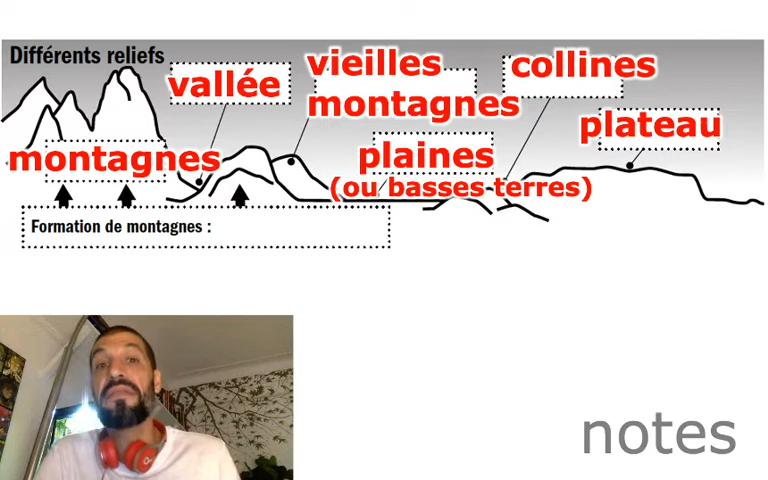 Différents reliefs
vallée
vieilles
montagnes
collines
plateau
montagnes
plaines
(ou basses terres)
Formation de montagnes :
notes